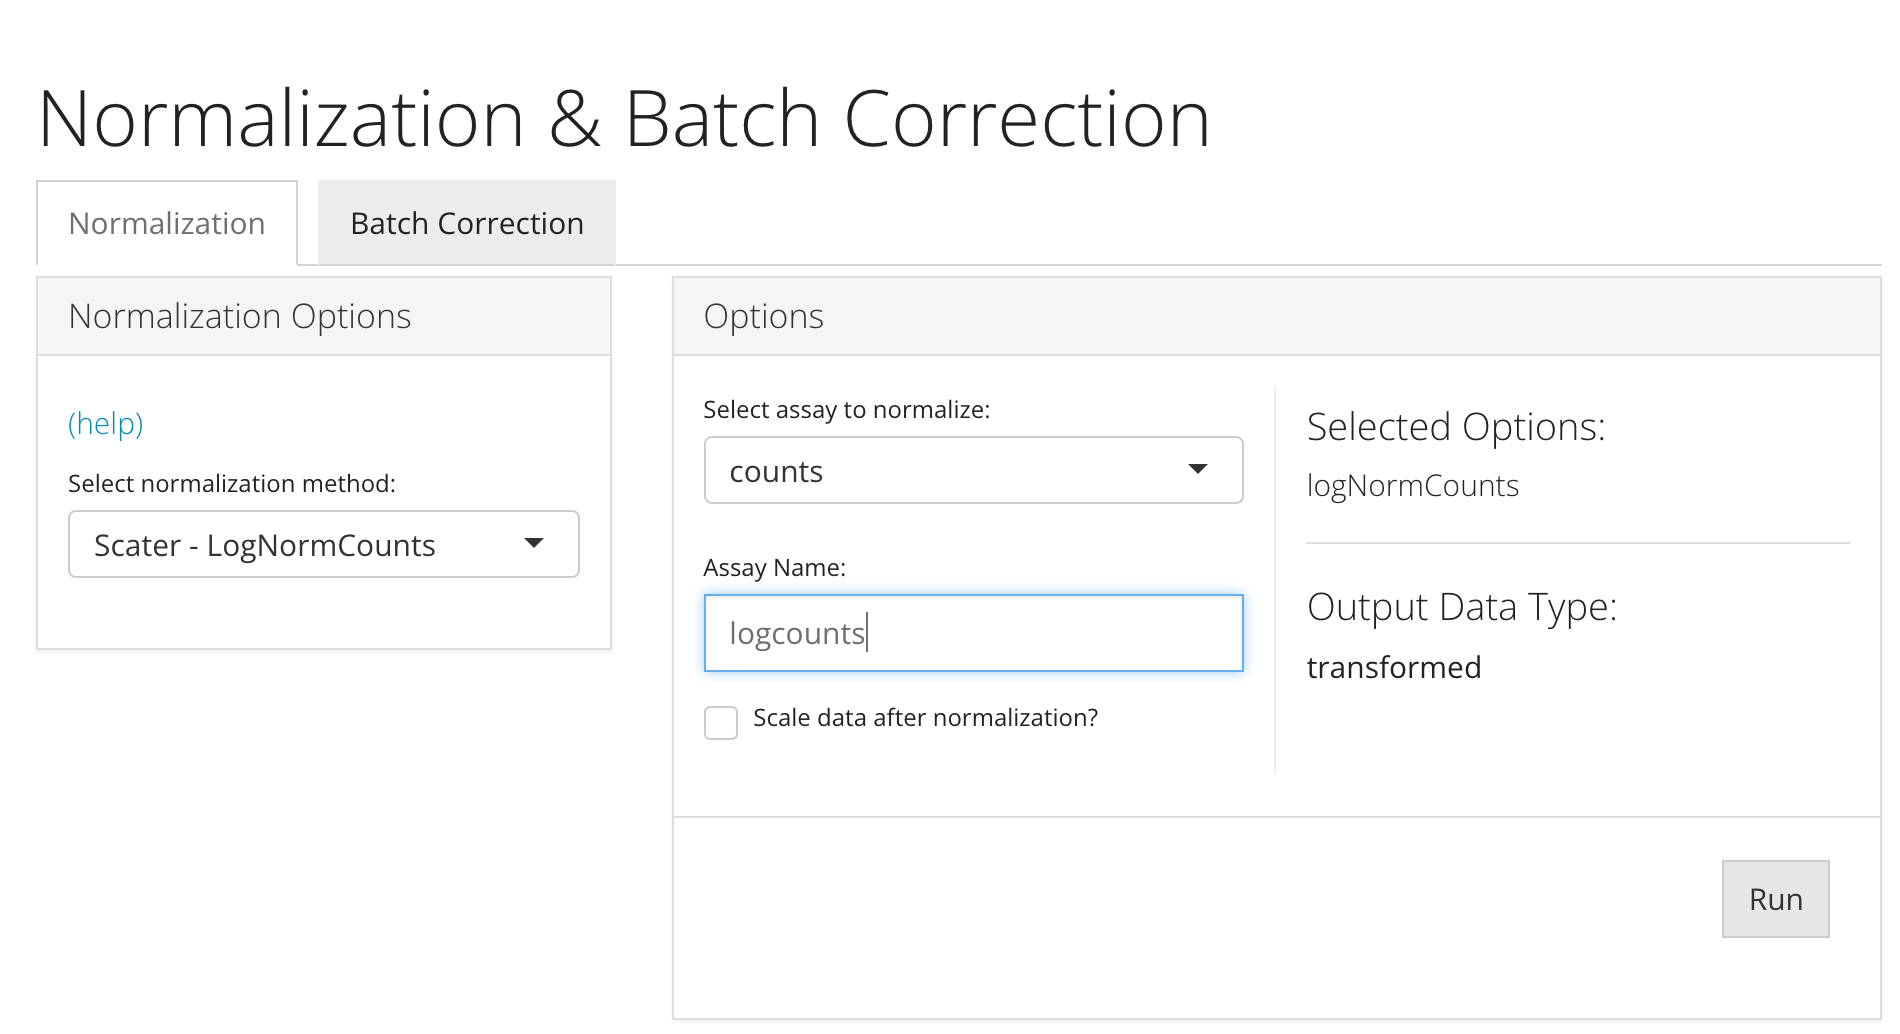 Normalization & Batch Correction
Normalization
Batch Correction
Normalization Options
(help)
Select normalization method:
Scater - LogNormCounts
Options
Select assay to normalize:
counts
Assay Name:
logcounts
Scale data after normalization?
Selected Options:
logNormCounts
Output Data Type:
transformed
Run